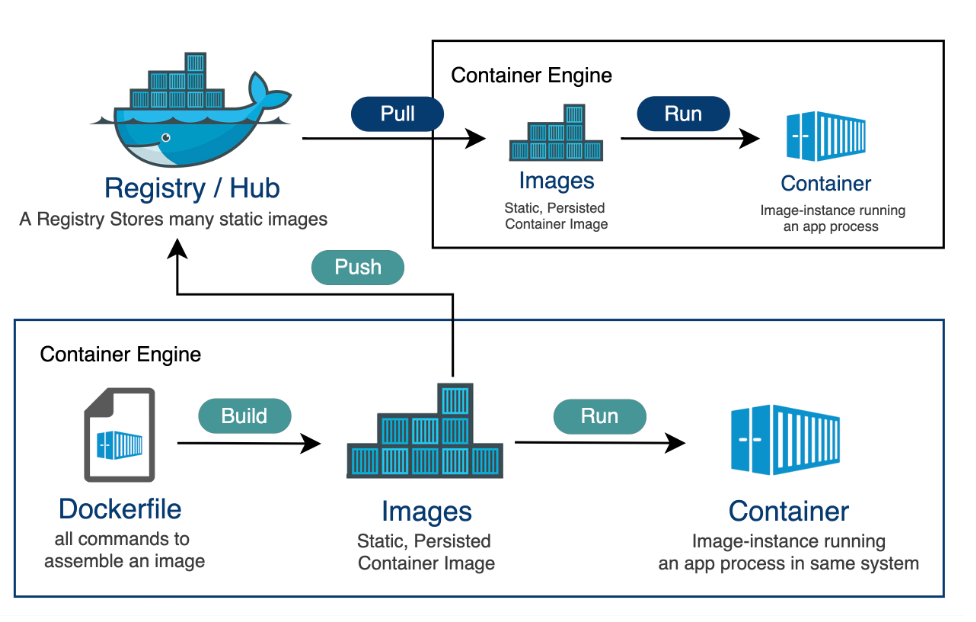 Container Engine
Pull
Run
Images
Static, Persisted
Container Image
Container
Image-instance running
an app process
Registry / Hub
A Registry Stores many static images
Push
Container Engine
Build
Run
Dockerfile
all commands to
assemble an image
Images
Static, Persisted
Container Image
Container
Image-instance running
an app process in same system